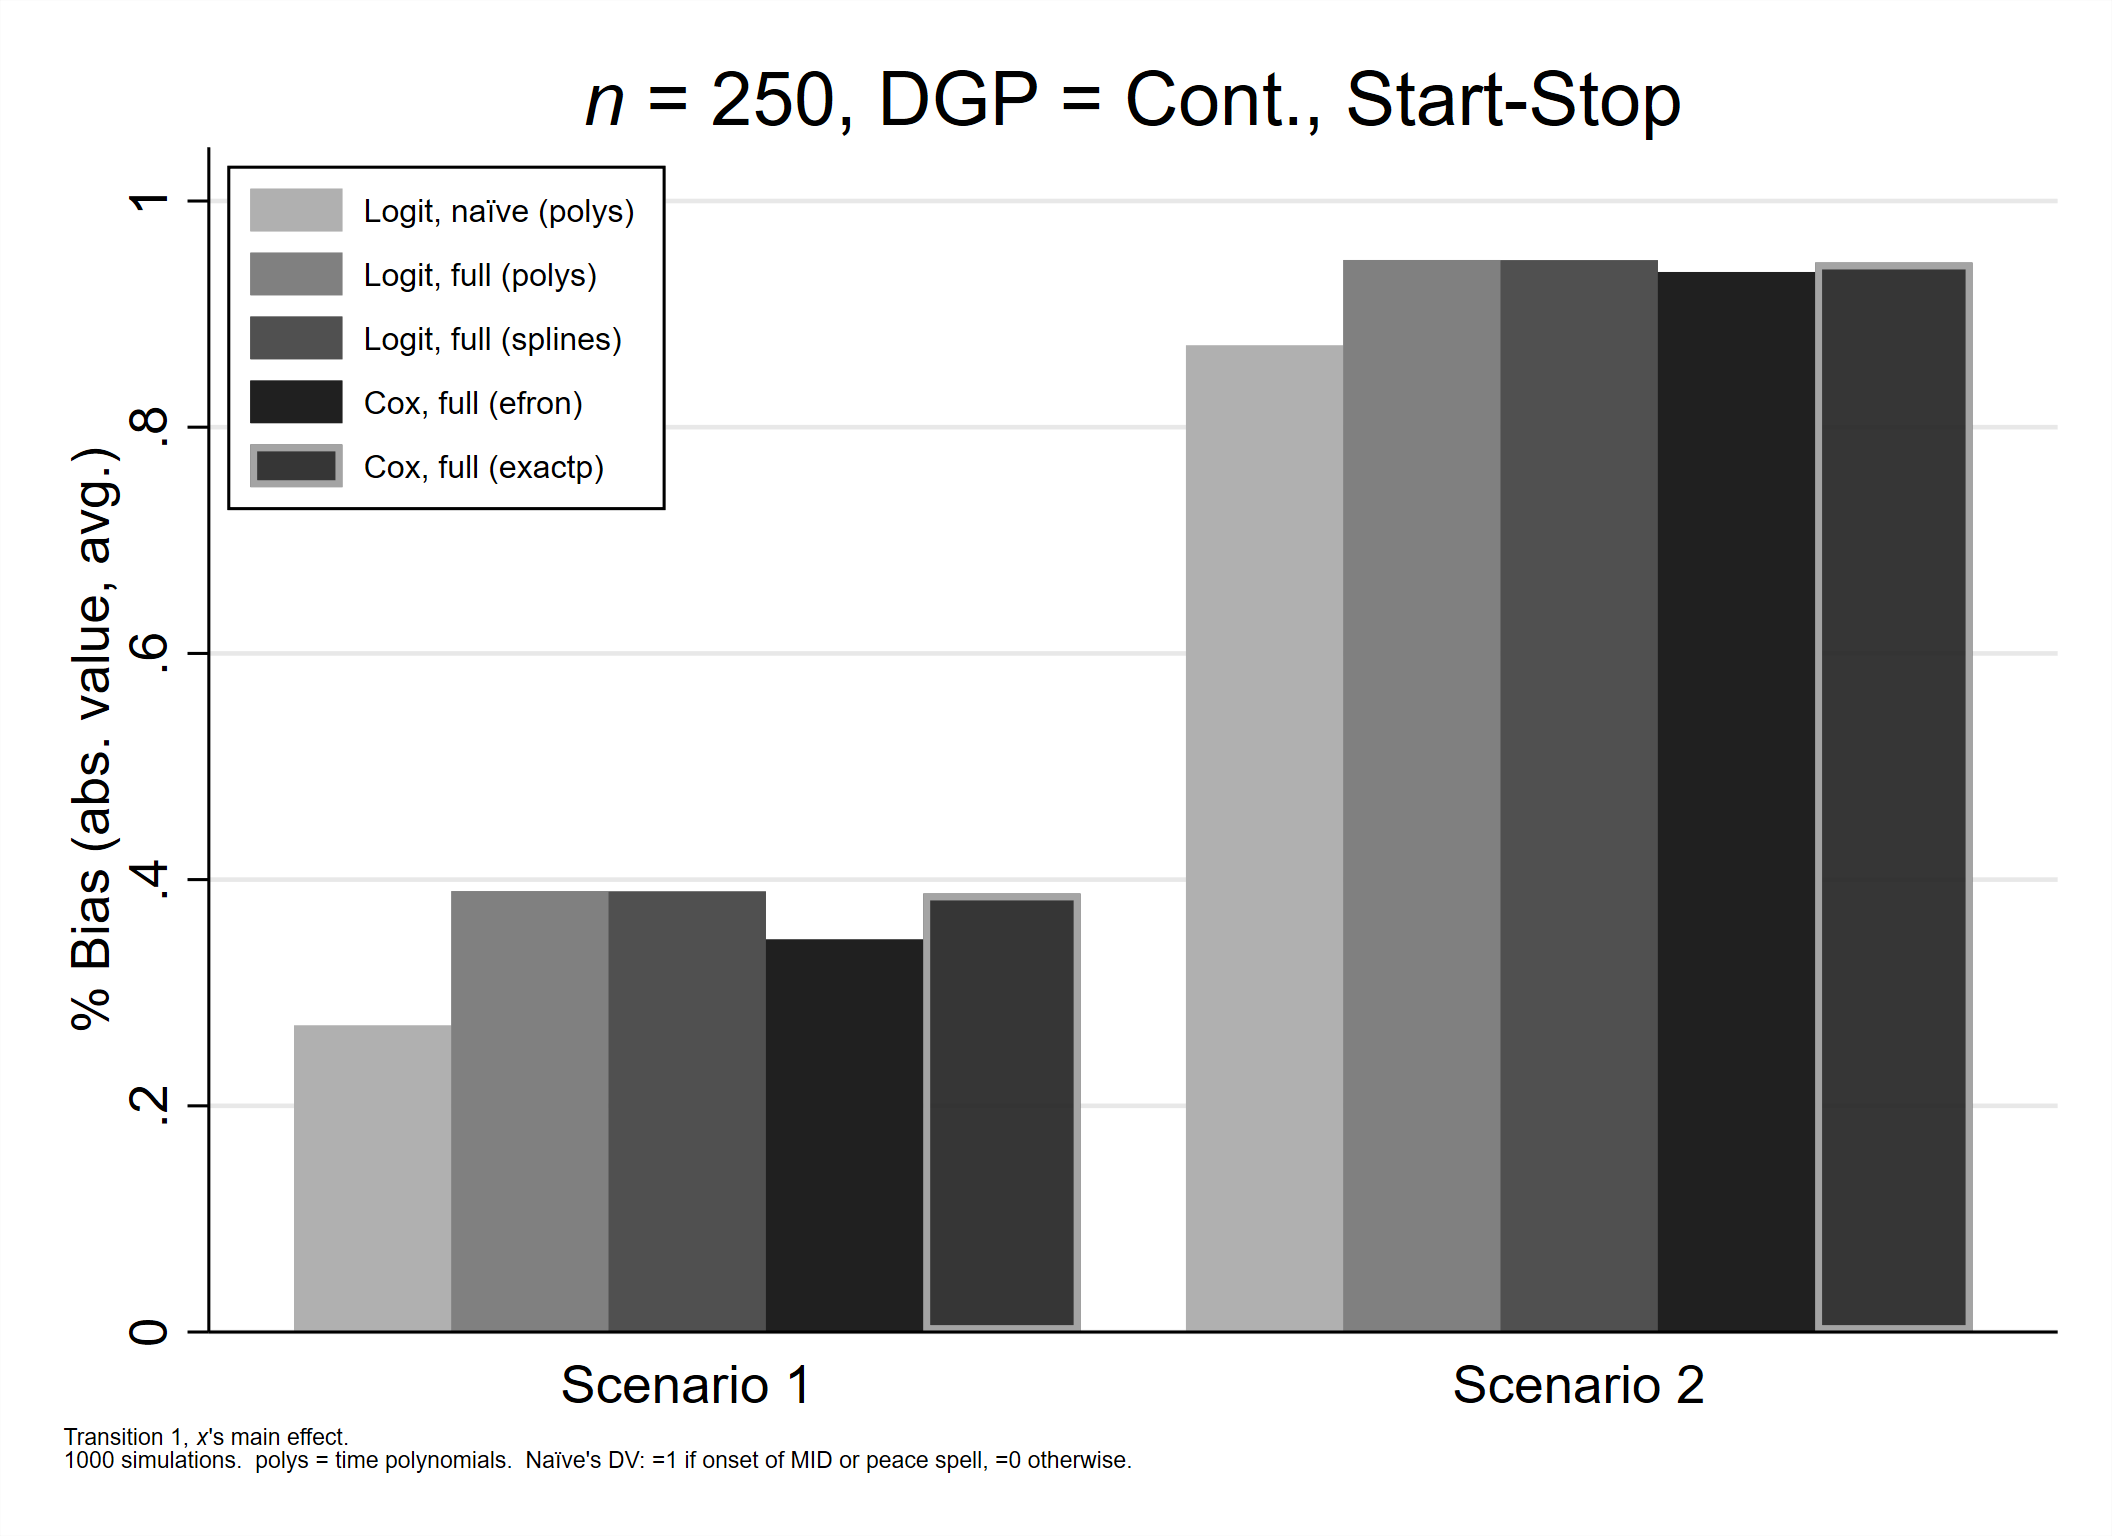 n = 250, DGP = Cont., Start-Stop
Logit, naïve (polys)
Logit, full (polys)
Logit, full (splines)
Cox, full (efron)
Cox, full (exactp)
% Bias (abs. value, avg.)
1
.8
.6
.4
.2
0
Scenario 1
Scenario 2
Transition 1, x's main effect.
1000 simulations.  polys = time polynomials.  Naïve's DV: =1 if onset of MID or peace spell, =0 otherwise.